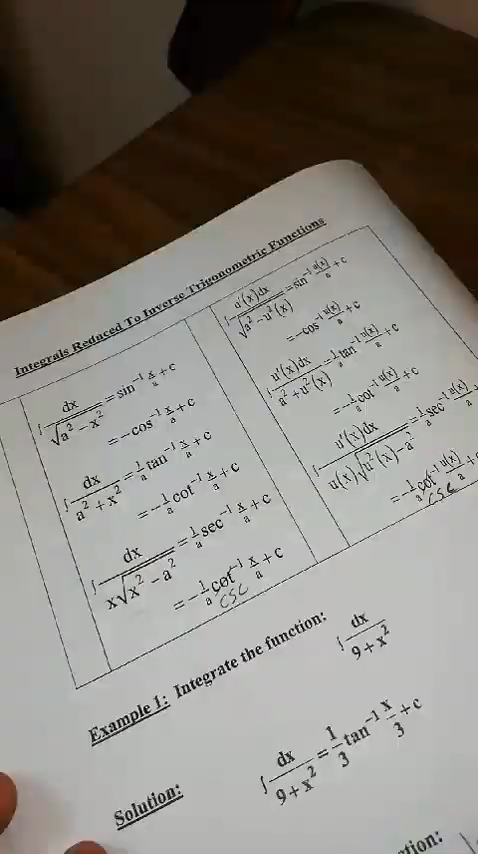 Integrals Reduced To Inverse Trigonometric Functions
∫ dx/√(a² − x²) = sin⁻¹ x/a + c
= −cos⁻¹ x/a + c
∫ dx/(a² + x²) = 1/a tan⁻¹ x/a + c
= −1/a cot⁻¹ x/a + c
∫ dx/(x√(x² − a²)) = 1/a sec⁻¹ x/a + c
= −1/a cot⁻¹ x/a + c
csc
∫ u'(x)dx/√(a² − u²(x)) = sin⁻¹ u(x)/a + c
= −cos⁻¹ u(x)/a + c
∫ u'(x)dx/(a² + u²(x)) = 1/a tan⁻¹ u(x)/a + c
= −1/a cot⁻¹ u(x)/a + c
∫ u'(x)dx/(u(x)√(u²(x) − a²)) = 1/a sec⁻¹ u(x)/a
= −1/a cot⁻¹ u(x)/a +
csc
Example 1: Integrate the function: ∫ dx/(9 + x²)
Solution: ∫ dx/(9 + x²) = 1/3 tan⁻¹ x/3 + c